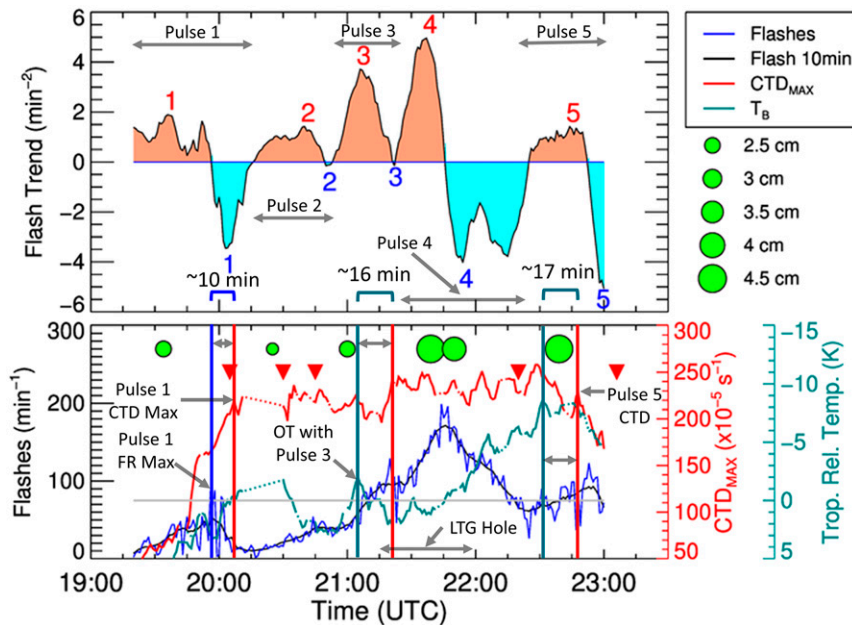 Pulse 1
Pulse 3
Pulse 5
4
3
1
2
5
2
3
Pulse 2
Pulse 4
1
4
5
~10 min
~16 min
~17 min
6
4
2
0
-2
-4
-6
Flash Trend (min⁻²)
Flashes
Flash 10min
CTD_MAX
T_B
2.5 cm
3 cm
3.5 cm
4 cm
4.5 cm
300
200
100
0
Flashes (min⁻¹)
Pulse 1
CTD Max
Pulse 1
FR Max
OT with
Pulse 3
LTG Hole
Pulse 5
CTD
300
250
200
150
100
50
CTD_MAX (x10⁻⁵ s⁻¹)
-15
-10
-5
0
5
Trop. Rel. Temp. (K)
19:00
20:00
21:00
22:00
23:00
Time (UTC)